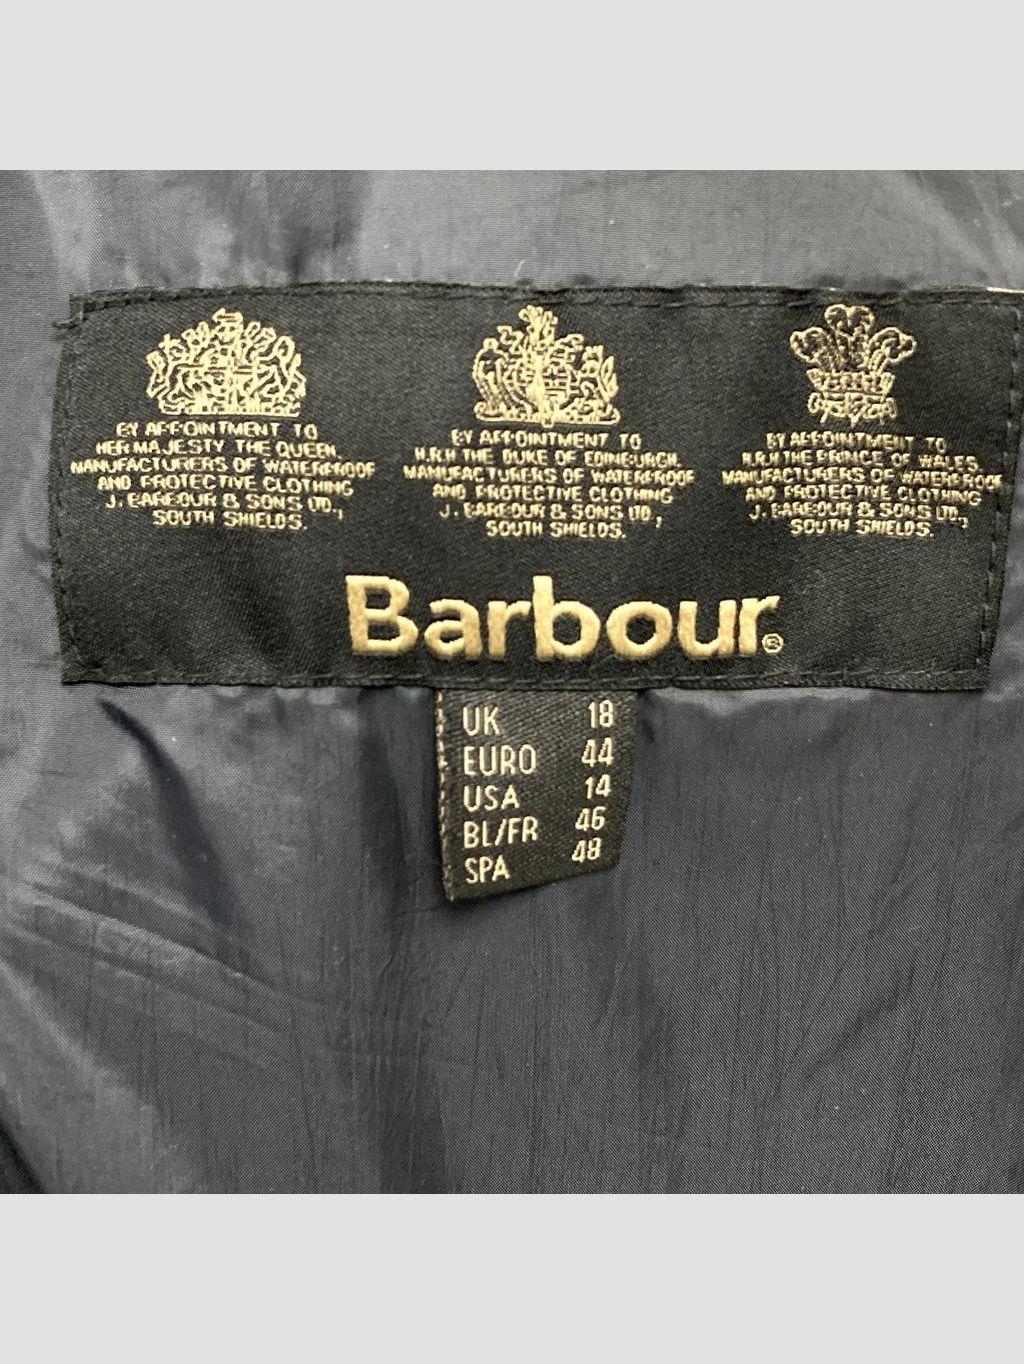 BY APPOINTMENT TO
HER MAJESTY THE QUEEN
MANUFACTURERS OF WATERPROOF
AND PROTECTIVE CLOTHING
J. BARBOUR & SONS LTD.,
SOUTH SHIELDS.
BY APPOINTMENT TO
H.R.H THE DUKE OF EDINBURGH
MANUFACTURERS OF WATERPROOF
AND PROTECTIVE CLOTHING
J. BARBOUR & SONS LTD.,
SOUTH SHIELDS.
BY APPOINTMENT TO
H.R.H THE PRINCE OF WALES
MANUFACTURERS OF WATERPROOF
AND PROTECTIVE CLOTHING
J. BARBOUR & SONS LTD.,
SOUTH SHIELDS.
Barbour®
UK 18
EURO 44
USA 14
BL/FR 46
SPA 48